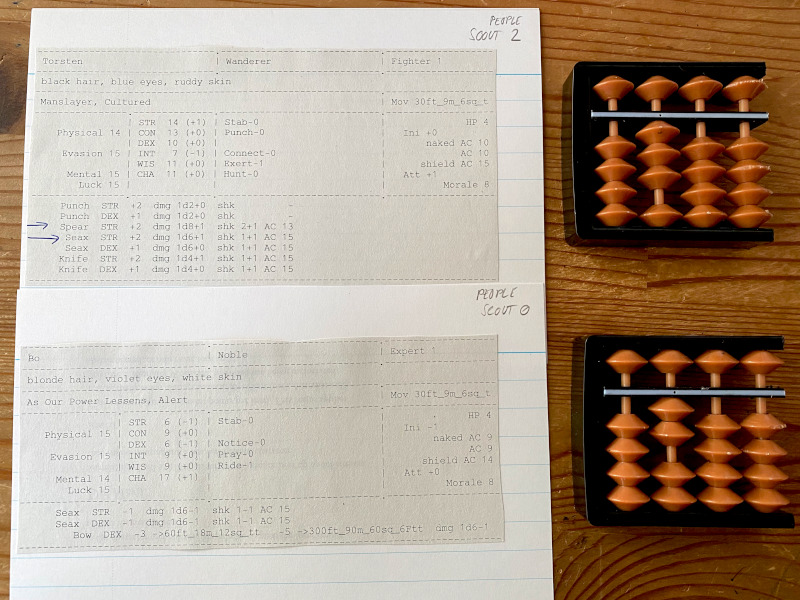 PEOPLE
SCOUT 2
Torsten | Wanderer | Fighter 1
black hair, blue eyes, ruddy skin
Manslayer, Cultured | Mov 30ft_9m_6sq_t
| STR 14 (+1) | Stab-0 HP 4
Physical 14 | CON 13 (+0) | Punch-0 Ini +0
| DEX 10 (+0) | naked AC 10
Evasion 15 | INT 7 (-1) | Connect-0 AC 10
| WIS 11 (+0) | Exert-1 shield AC 15
Mental 15 | CHA 11 (+0) | Hunt-0 Att +1
Luck 15 | | Morale 8
Punch STR +2 dmg 1d2+0 shk -
Punch DEX +1 dmg 1d2+0 shk -
Spear STR +2 dmg 1d8+1 shk 2+1 AC 13
Seax STR +2 dmg 1d6+1 shk 1+1 AC 15
Seax DEX +1 dmg 1d6+0 shk 1+1 AC 15
Knife STR +2 dmg 1d4+1 shk 1+1 AC 15
Knife DEX +1 dmg 1d4+0 shk 1+1 AC 15
PEOPLE
SCOUT 0
Bo | Noble | Expert 1
blonde hair, violet eyes, white skin
As Our Power Lessens, Alert | Mov 30ft_9m_6sq_t
| STR 6 (-1) | Stab-0 HP 4
Physical 15 | CON 9 (+0) | Ini -1
| DEX 6 (-1) | Notice-0 naked AC 9
Evasion 15 | INT 9 (+0) | Pray-0 AC 9
| WIS 9 (+0) | Ride-1 shield AC 14
Mental 14 | CHA 17 (+1) | Att +0
Luck 15 | | Morale 8
Seax STR -1 dmg 1d6-1 shk 1-1 AC 15
Seax DEX -1 dmg 1d6-1 shk 1-1 AC 15
Bow DEX -3 ->60ft_18m_12sq_tt -5 ->300ft_90m_60sq_6Ftt dmg 1d6-1